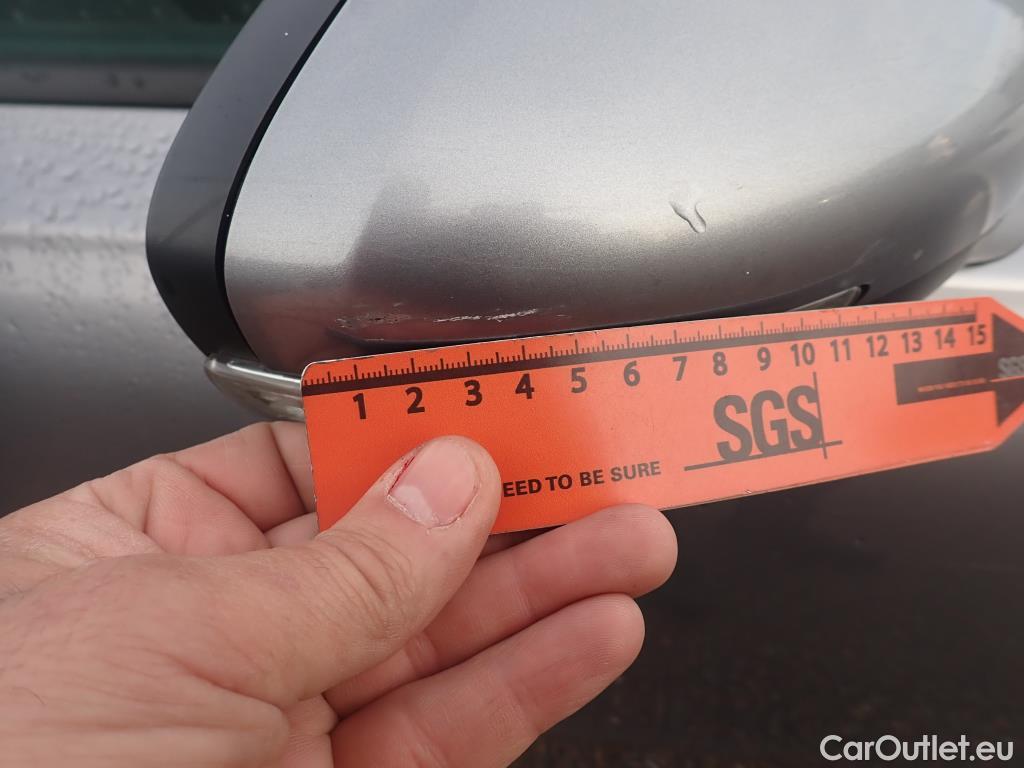 1 2 3 4 5 6 7 8 9 10 11 12 13 14 15
SGS
EED TO BE SURE
CarOutlet.eu